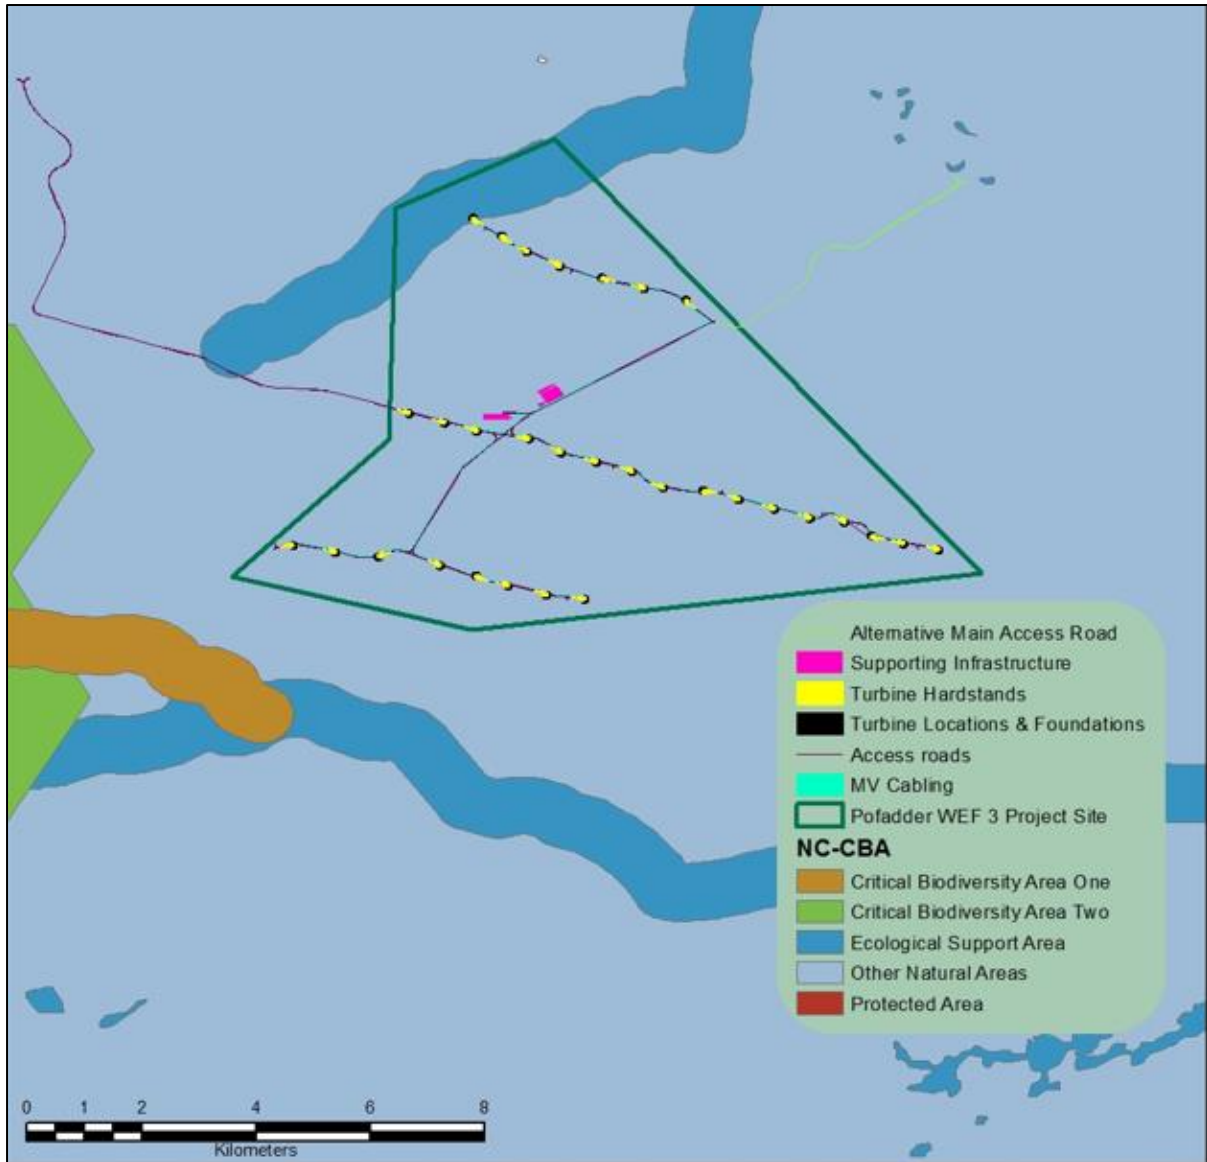 Alternative Main Access Road
Supporting Infrastructure
Turbine Hardstands
Turbine Locations & Foundations
Access roads
MV Cabling
Pofadder WEF 3 Project Site
NC-CBA
Critical Biodiversity Area One
Critical Biodiversity Area Two
Ecological Support Area
Other Natural Areas
Protected Area
0 1 2 4 6 8
Kilometers